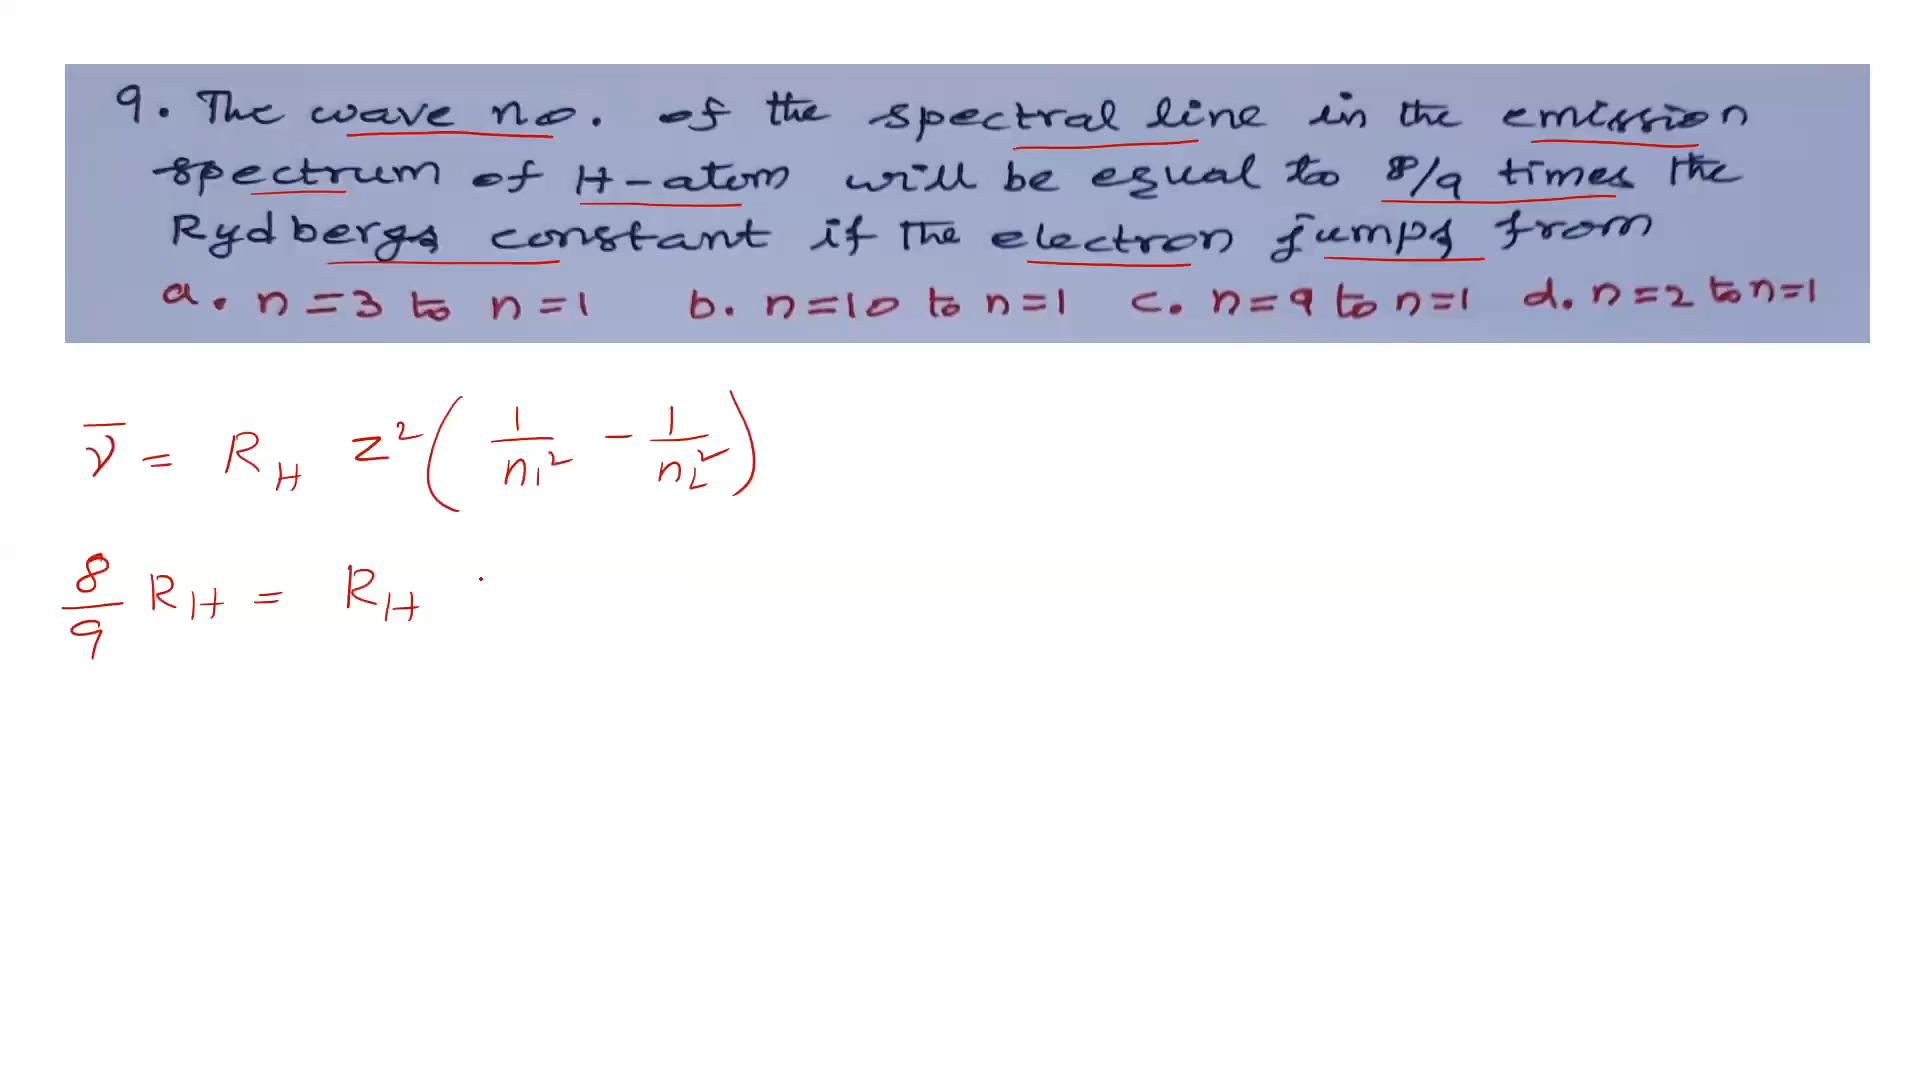 9. The wave no. of the spectral line in the emission
spectrum of H-atom will be equal to 8/9 times the
Rydbergs constant if the electron jumps from
a. n=3 to n=1 b. n=10 to n=1 c. n=9 to n=1 d. n=2 to n=1
ν̅ = R_H Z² ( 1/n₁² - 1/n₂² )
8/9 R_H = R_H